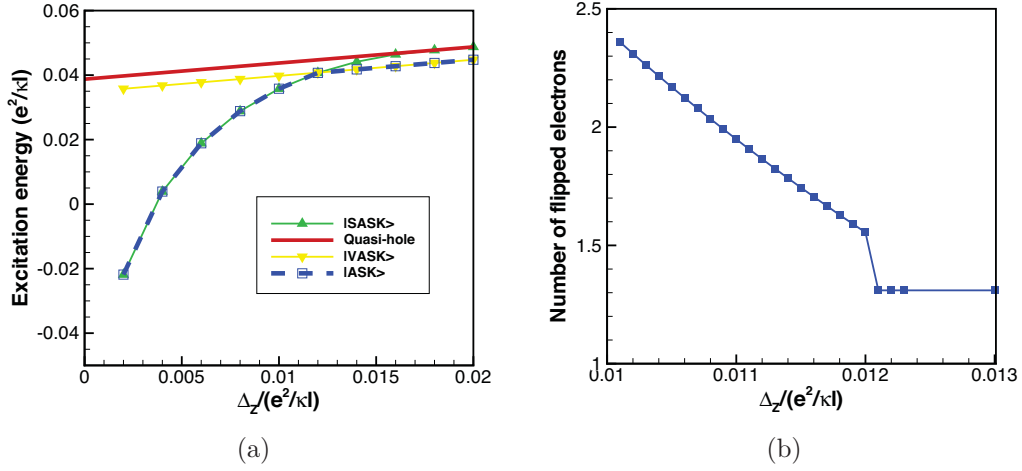 Excitation energy (e²/κl)
0.06
0.04
0.02
0
-0.02
-0.04
0
0.005
0.01
0.015
0.02
Δz/(e²/κl)
|SASK>
Quasi-hole
|VASK>
|ASK>
(a)
Number of flipped electrons
2.5
2
1.5
1
0.01
0.011
0.012
0.013
Δz/(e²/κl)
(b)